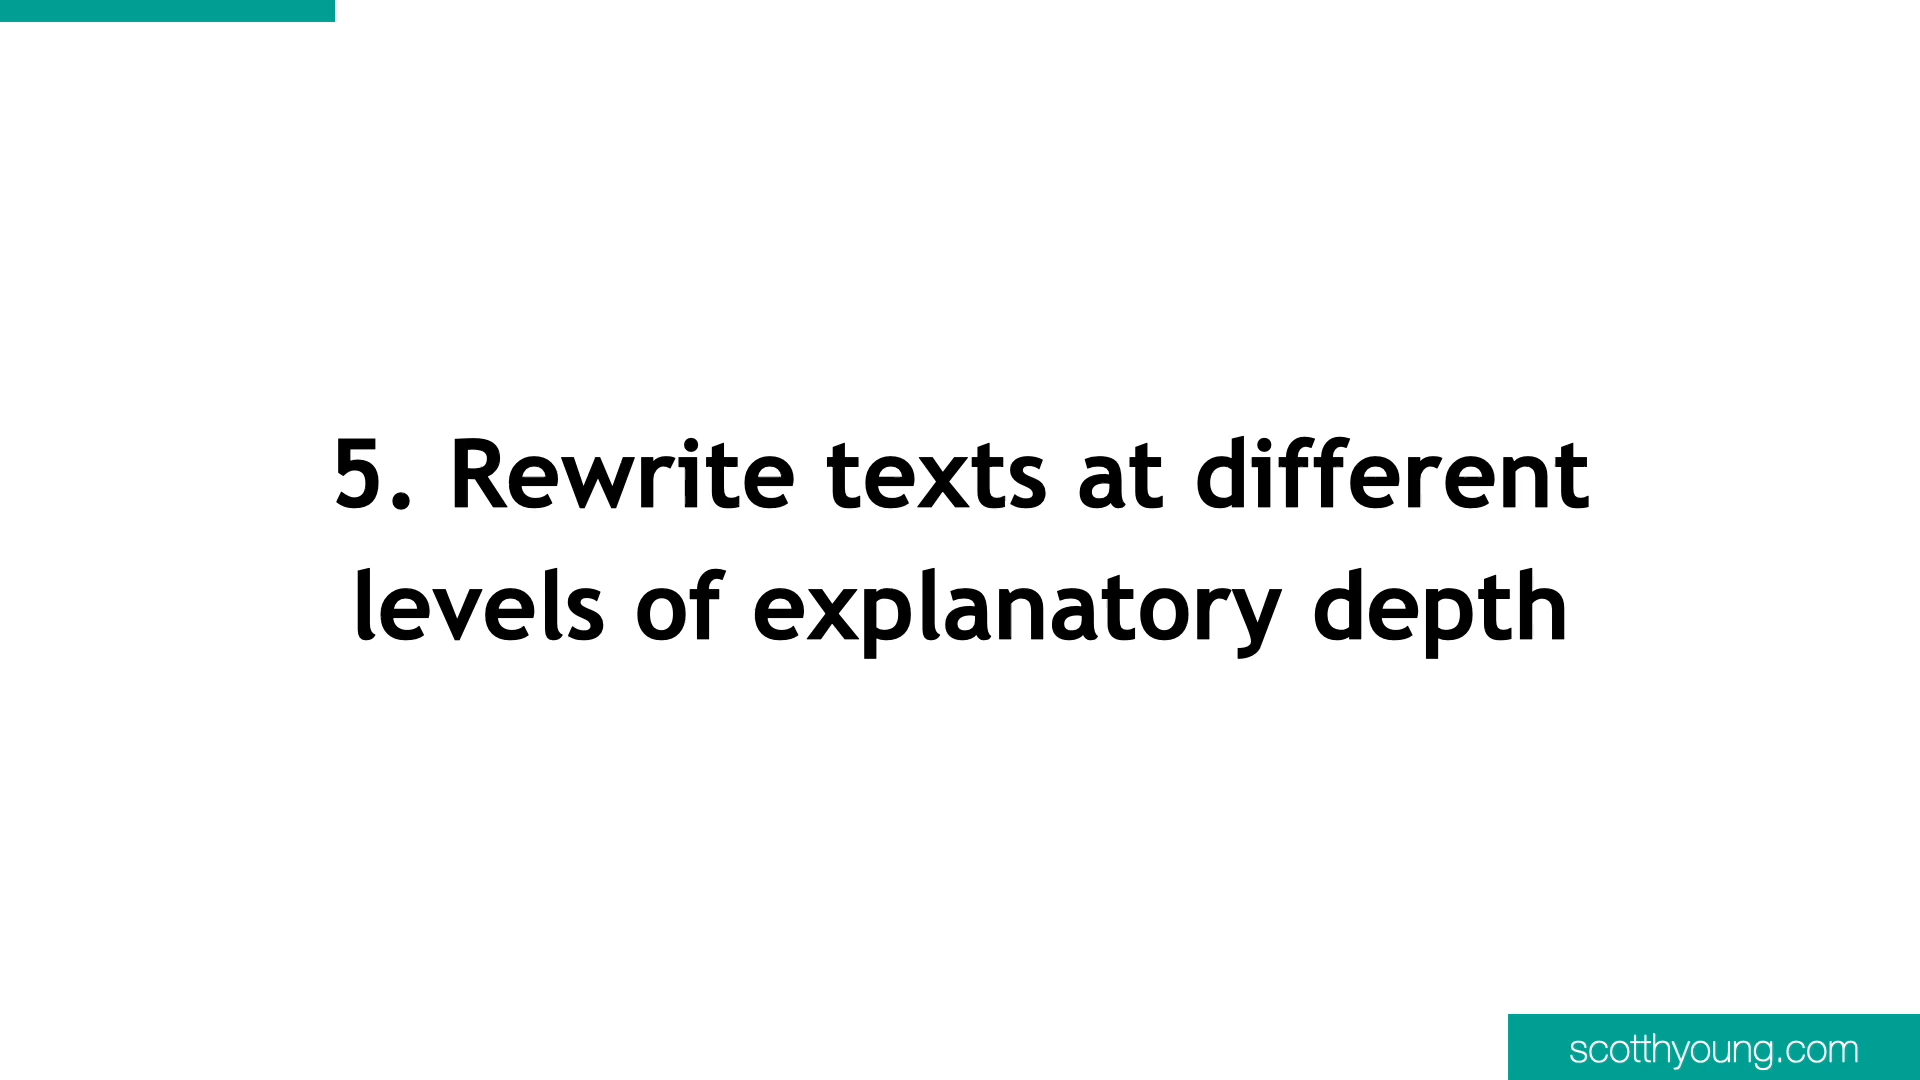 5. Rewrite texts at different
levels of explanatory depth
scotthyoung.com